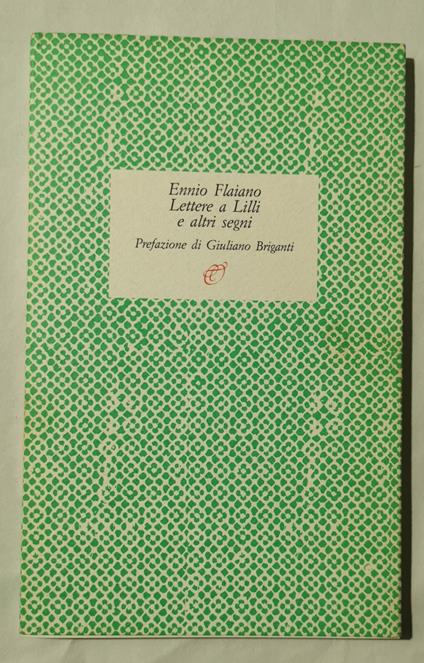 Ennio Flaiano
Lettere a Lilli
e altri segni
Prefazione di Giuliano Briganti